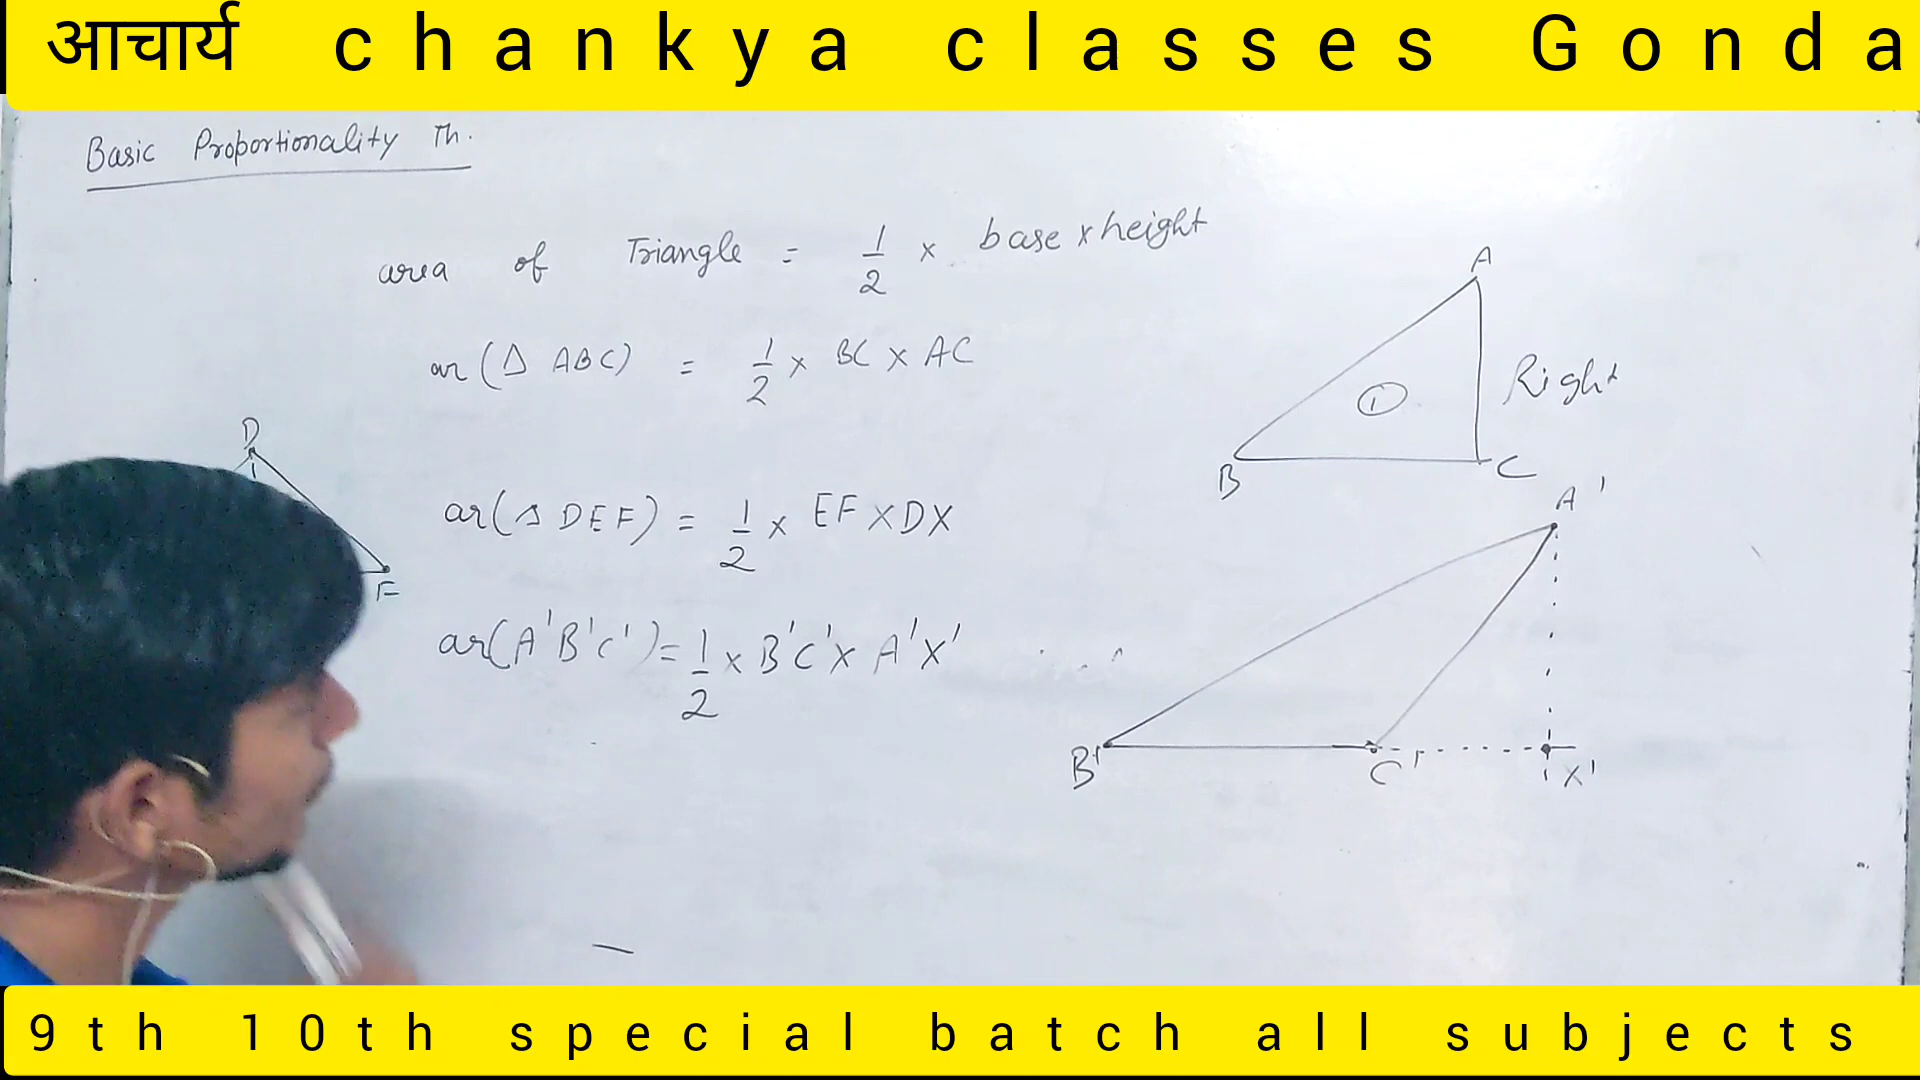 आचार्य chankya classes Gonda
Basic Proportionality Th.
area of Triangle = 1/2 × base × height
ar(Δ ABC) = 1/2 × BC × AC
ar(Δ DEF) = 1/2 × EF × DX
ar(A'B'C') = 1/2 × B'C' × A'X'
D
F
A
B
C
①
Right
A'
B'
C'
X'
9th 10th special batch all subjects